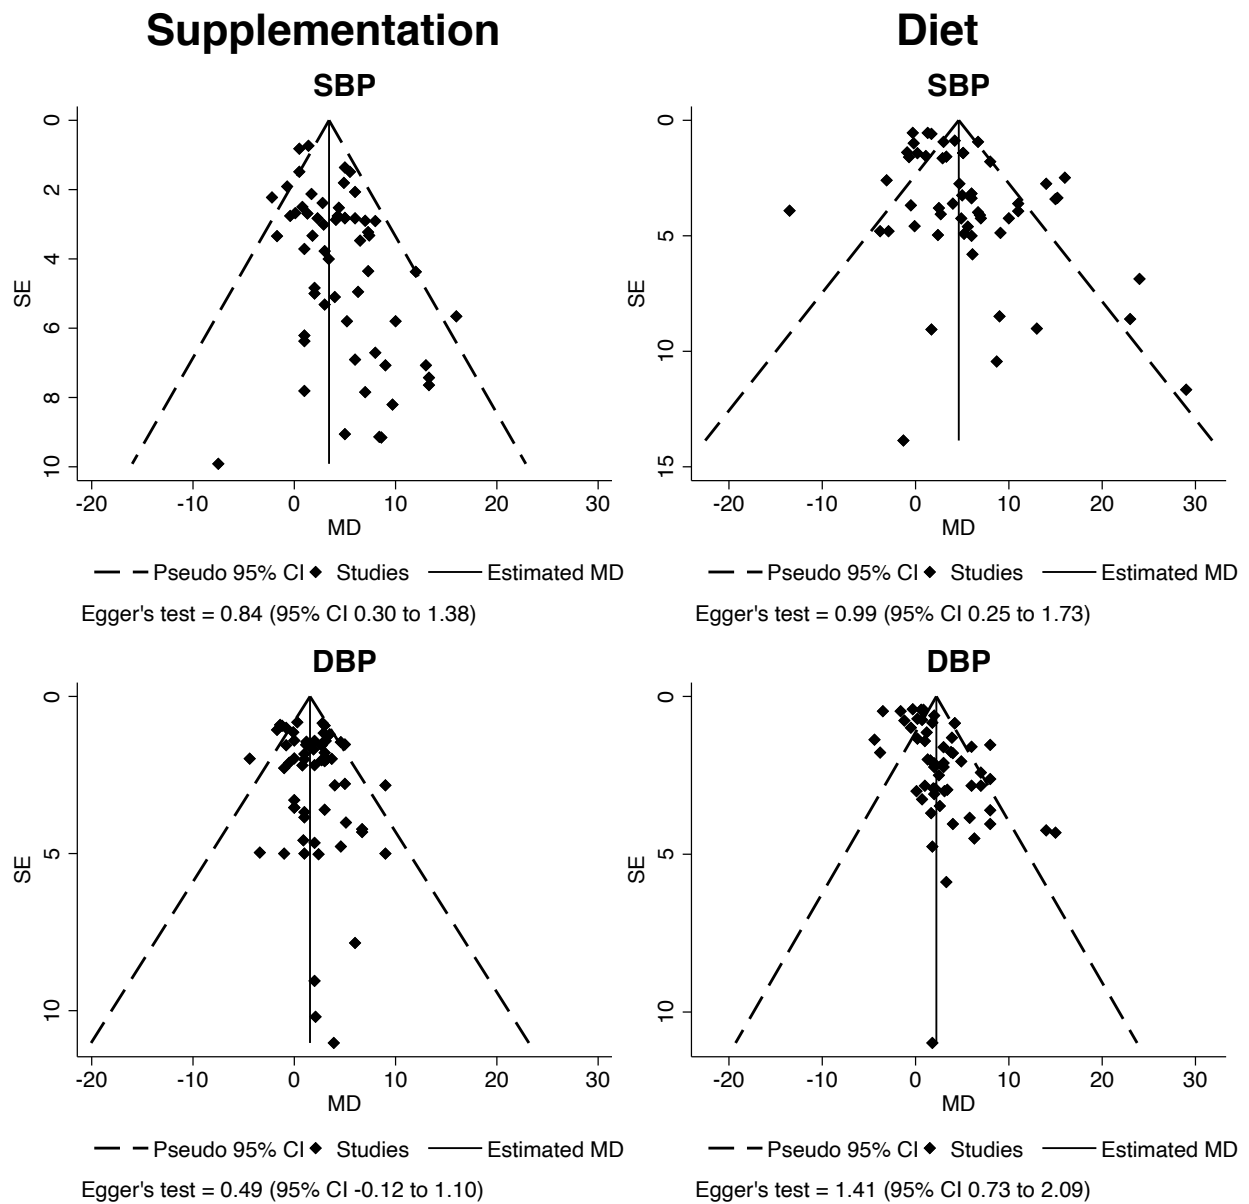 Supplementation
Diet
SBP
0
2
4
6
8
10
SE
-20 -10 0 10 20 30
MD
Pseudo 95% CI Studies Estimated MD
Egger's test = 0.84 (95% CI 0.30 to 1.38)
SBP
0
5
10
15
SE
-20 -10 0 10 20 30
MD
Pseudo 95% CI Studies Estimated MD
Egger's test = 0.99 (95% CI 0.25 to 1.73)
DBP
0
5
10
SE
-20 -10 0 10 20 30
MD
Pseudo 95% CI Studies Estimated MD
Egger's test = 0.49 (95% CI -0.12 to 1.10)
DBP
0
5
10
SE
-20 -10 0 10 20 30
MD
Pseudo 95% CI Studies Estimated MD
Egger's test = 1.41 (95% CI 0.73 to 2.09)